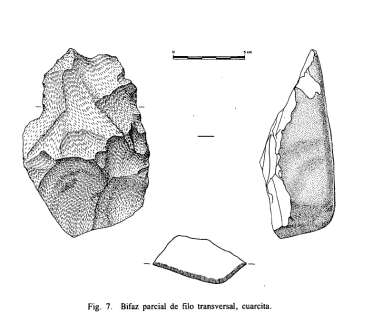 0 5 cm
Fig. 7. Bifaz parcial de filo transversal, cuarcita.